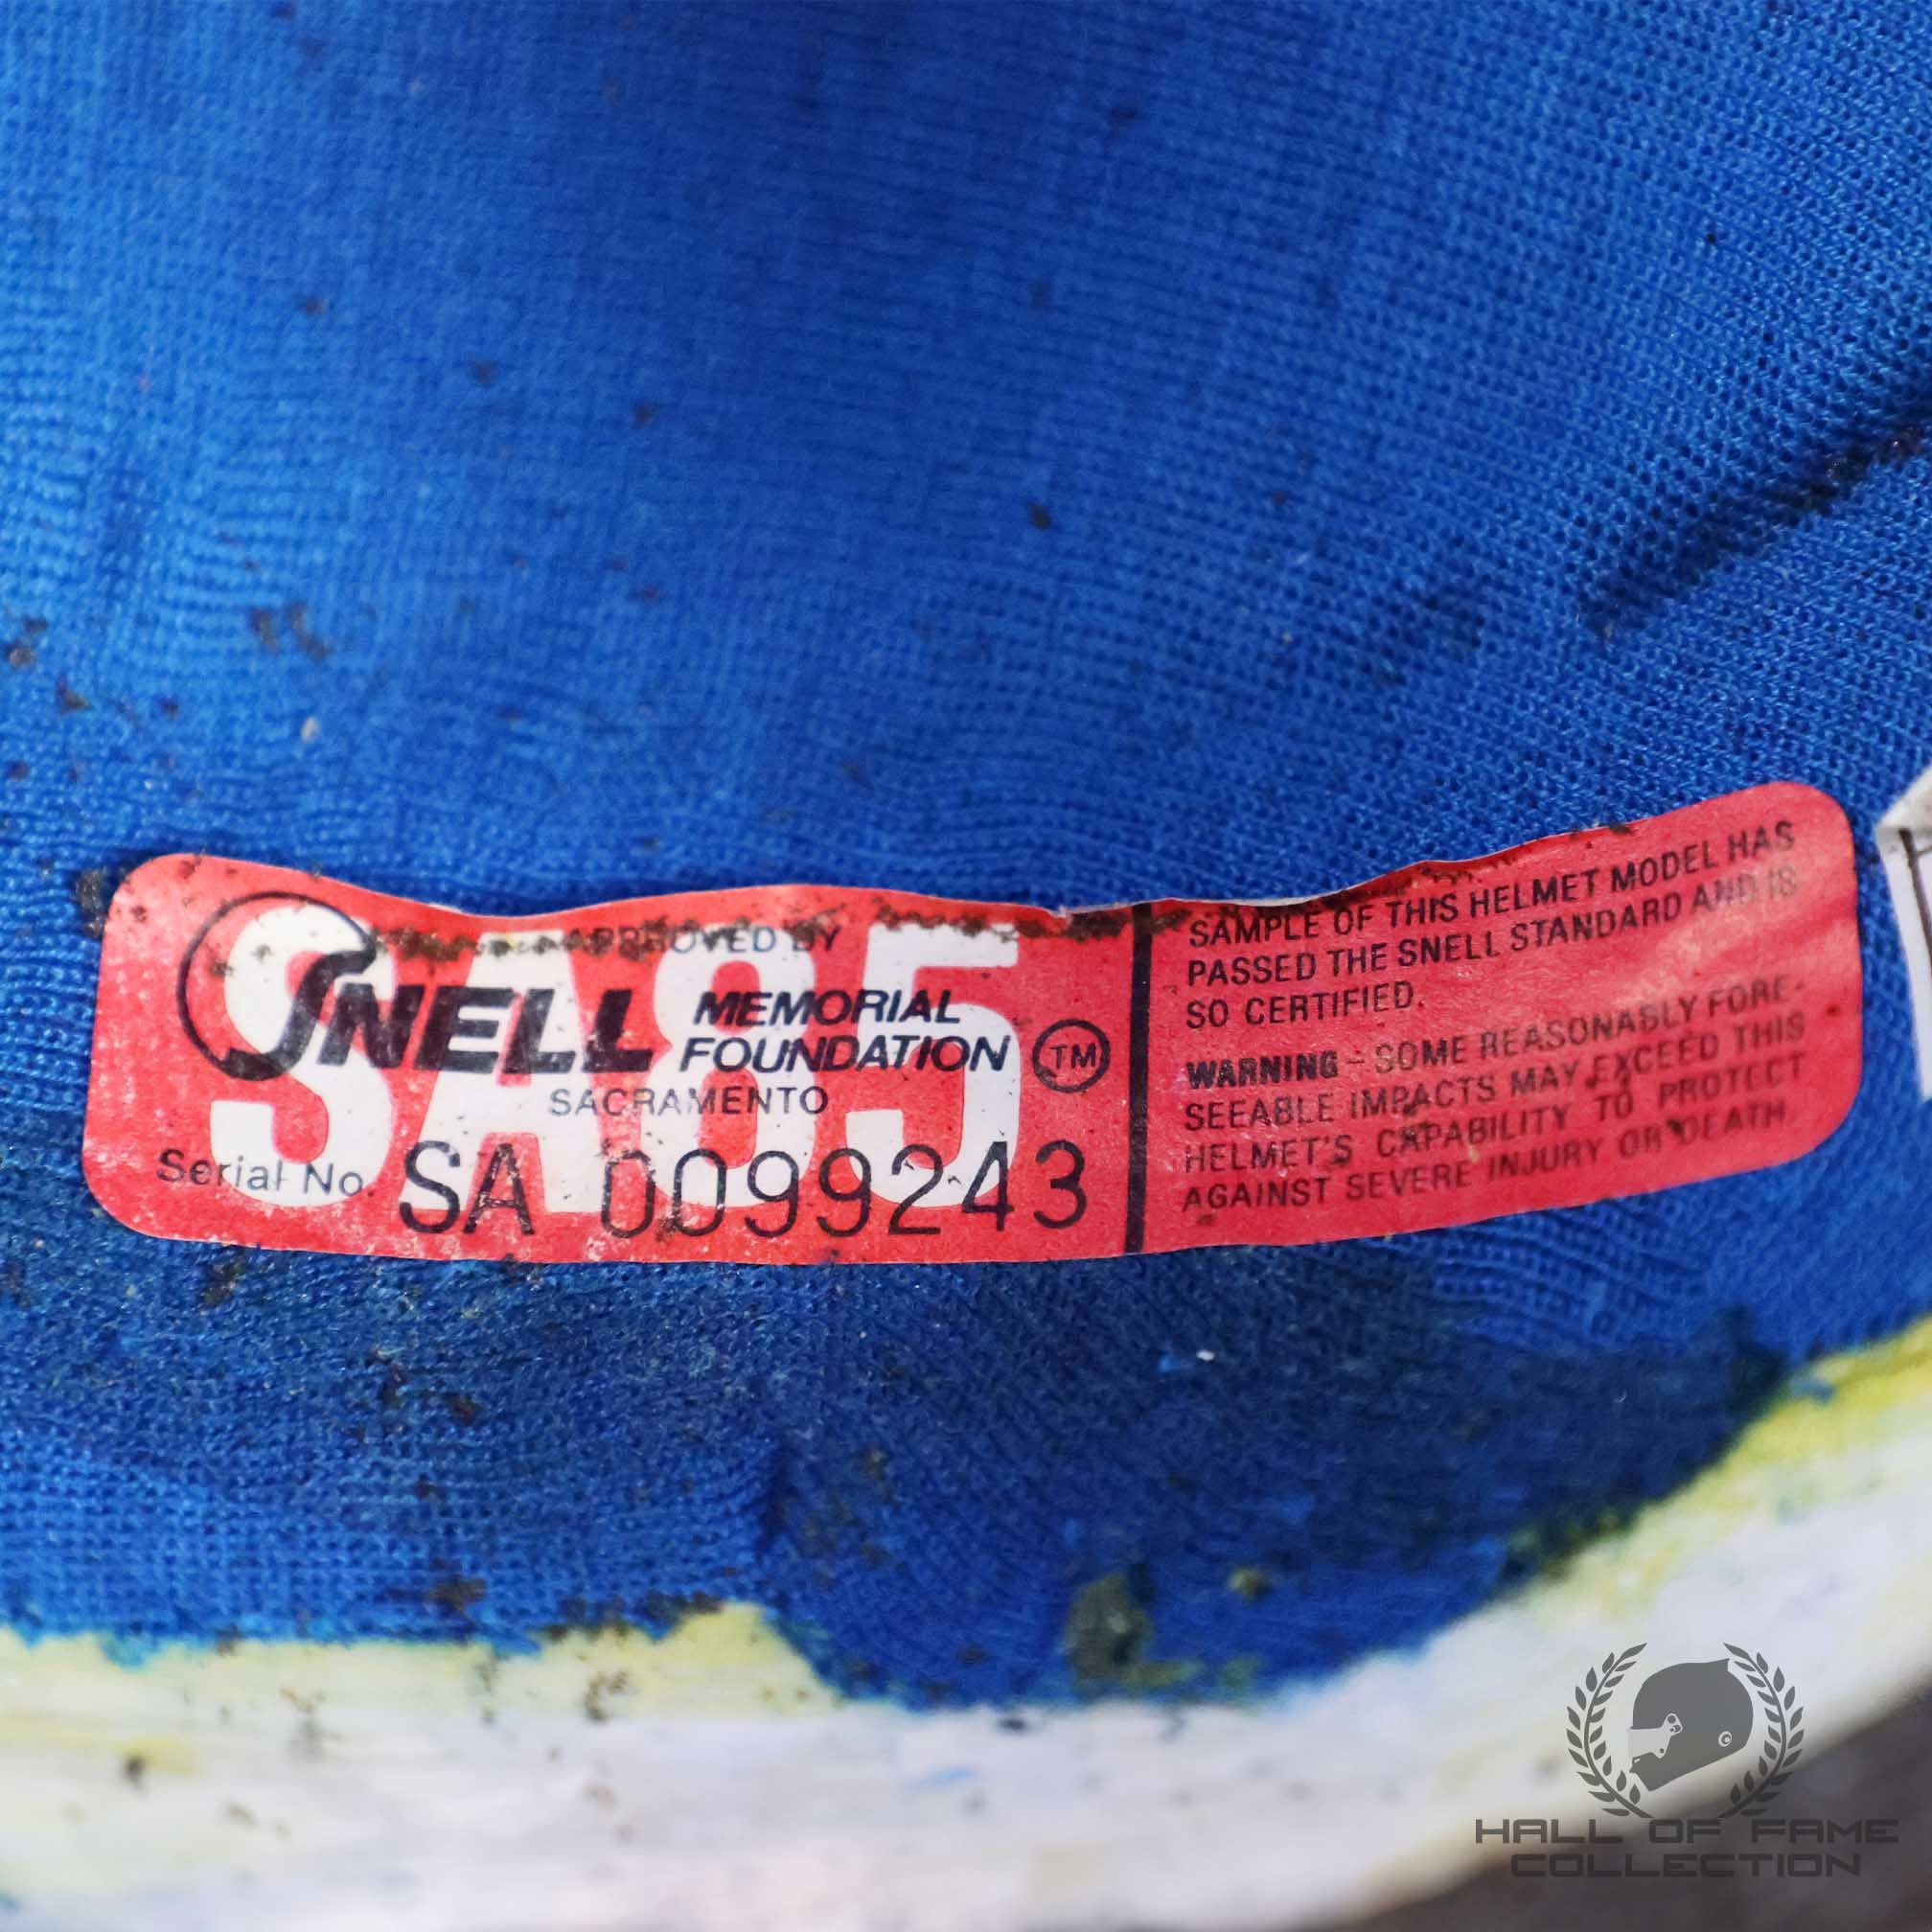 SA85
APPROVED BY
SNELL MEMORIAL FOUNDATION TM
SACRAMENTO
Serial No. SA 0099243
SAMPLE OF THIS HELMET MODEL HAS
PASSED THE SNELL STANDARD AND IS
SO CERTIFIED.
WARNING – SOME REASONABLY FORE-
SEEABLE IMPACTS MAY EXCEED THIS
HELMET'S CAPABILITY TO PROTECT
AGAINST SEVERE INJURY OR DEATH.
HALL OF FAME
COLLECTION